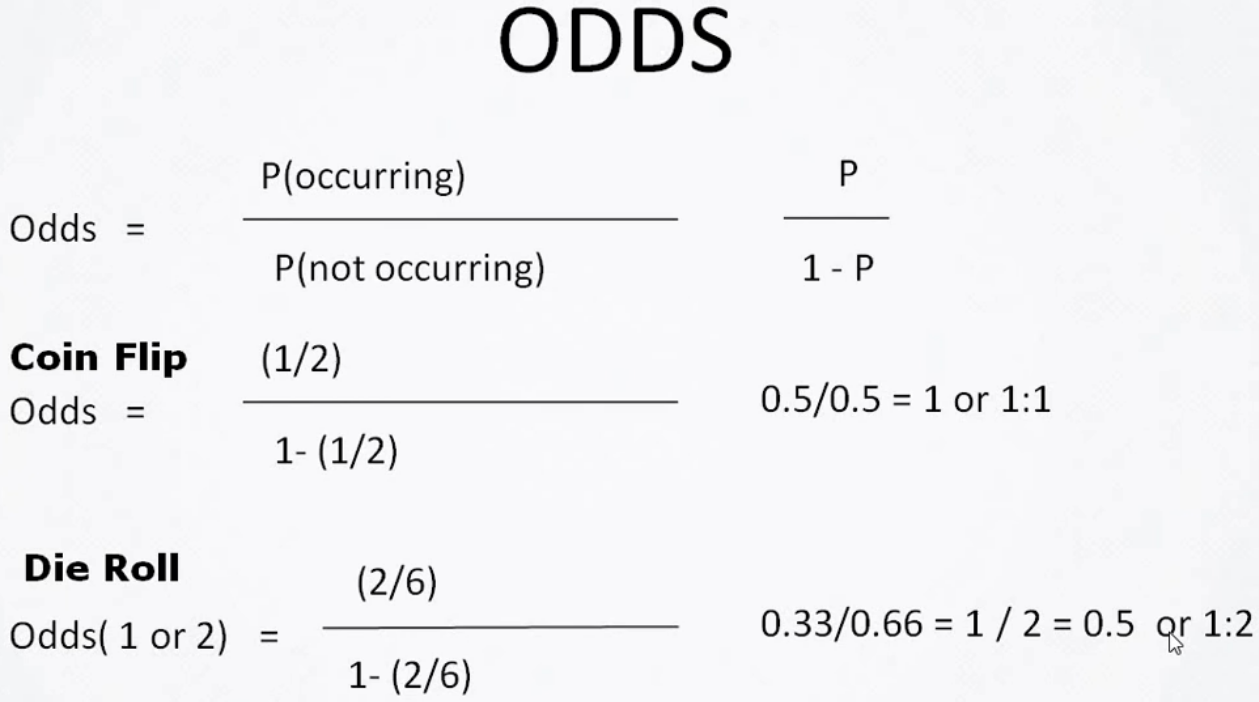 ODDS
P(occurring)
P
Odds =
P(not occurring)
1 - P
Coin Flip
(1/2)
Odds =
0.5/0.5 = 1 or 1:1
1- (1/2)
Die Roll
(2/6)
Odds( 1 or 2) =
0.33/0.66 = 1 / 2 = 0.5 or 1:2
1- (2/6)